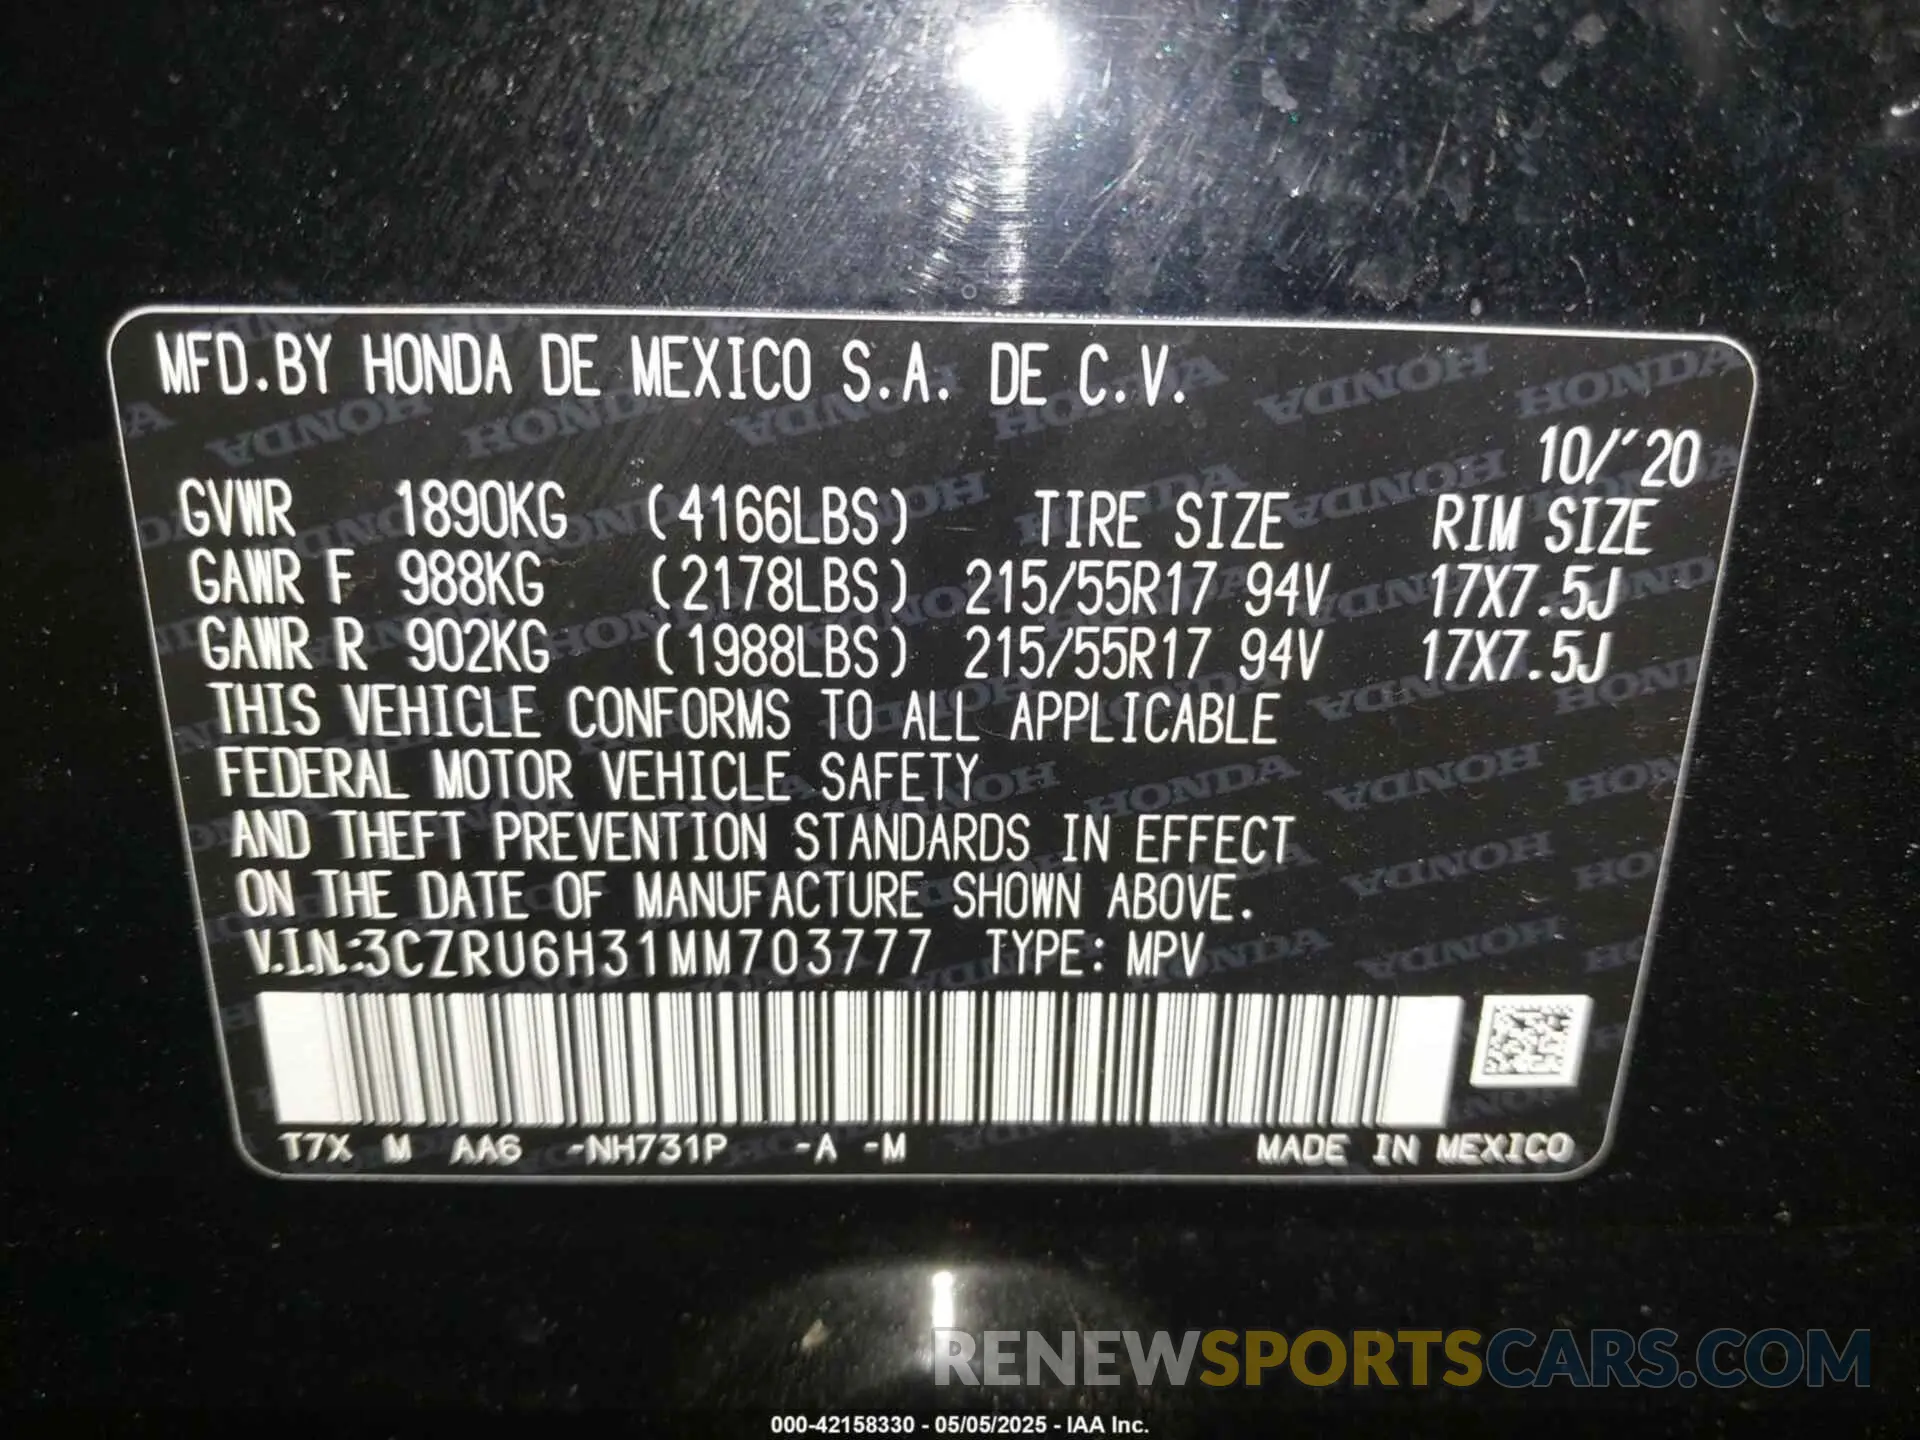 MFD.BY HONDA DE MEXICO S.A. DE C.V.
10/'20
GVWR 1890KG (4166LBS) TIRE SIZE RIM SIZE
GAWR F 988KG (2178LBS) 215/55R17 94V 17X7.5J
GAWR R 902KG (1988LBS) 215/55R17 94V 17X7.5J
THIS VEHICLE CONFORMS TO ALL APPLICABLE
FEDERAL MOTOR VEHICLE SAFETY
AND THEFT PREVENTION STANDARDS IN EFFECT
ON THE DATE OF MANUFACTURE SHOWN ABOVE.
V.I.N.:3CZRU6H31MM703777 TYPE: MPV
T7X M AA6 -NH731P -A -M MADE IN MEXICO
RENEWSPORTSCARS.COM
000-42158330 - 05/05/2025 - IAA Inc.